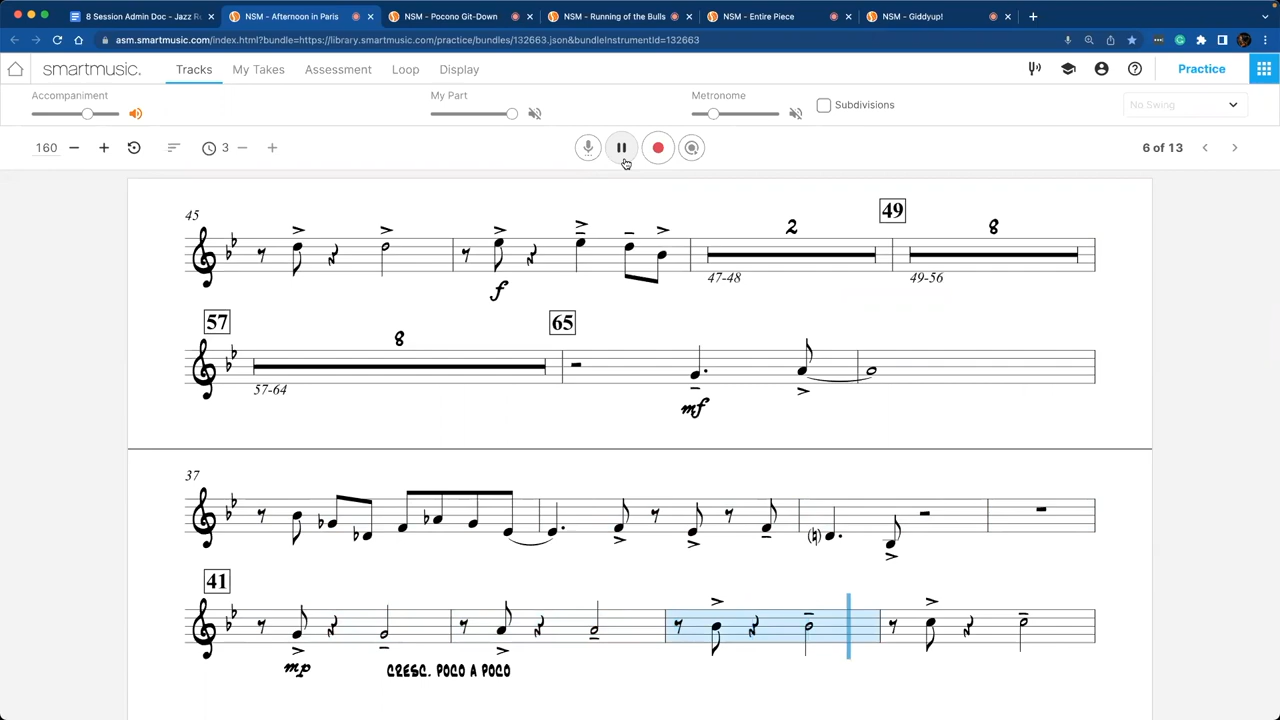 8 Session Admin Doc - Jazz R
NSM - Afternoon in Paris
NSM - Pocono Git-Down
NSM - Running of the Bulls
NSM - Entire Piece
NSM - Giddyup!
asm.smartmusic.com/index.html?bundle=https://library.smartmusic.com/practice/bundles/132663.json&bundleInstrumentId=132663
smartmusic.
Tracks
My Takes
Assessment
Loop
Display
Practice
Accompaniment
My Part
Metronome
Subdivisions
No Swing
160
3
6 of 13
45
49
f
2
47-48
8
49-56
57
8
57-64
65
mf
37
41
mp
CRESC. POCO A POCO